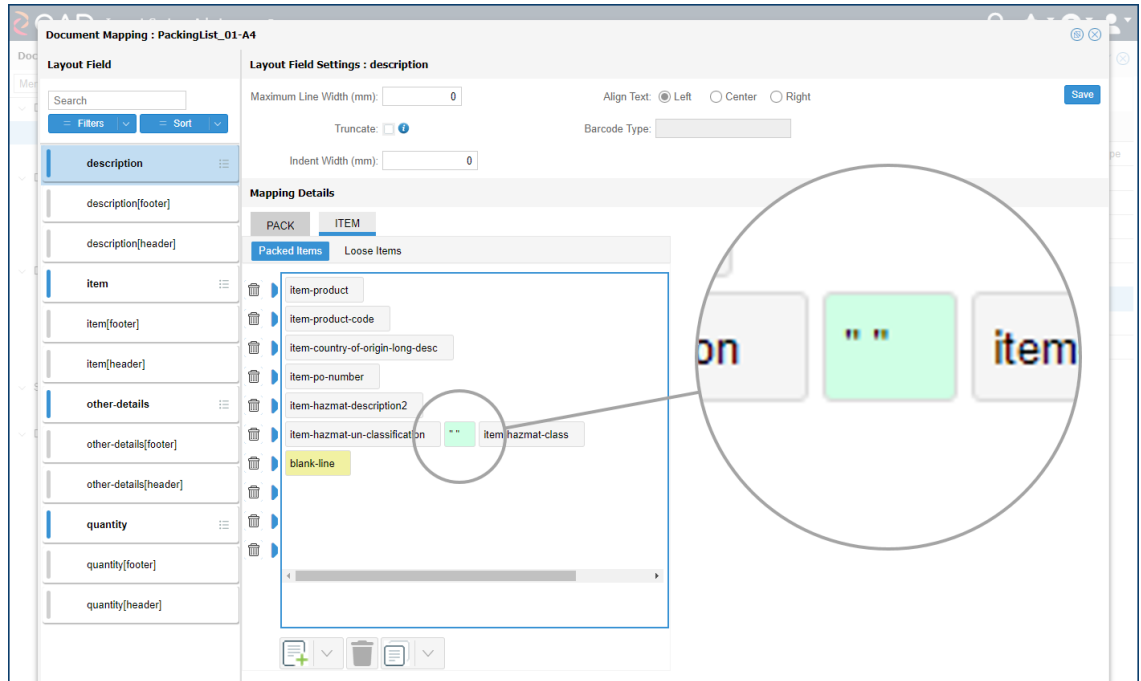 Document Mapping : PackingList_01-A4
Layout Field
Layout Field Settings : description
Search
Filters
Sort
Maximum Line Width (mm): 0
Align Text: Left Center Right
Save
Truncate:
Barcode Type:
Indent Width (mm): 0
description
description[footer]
description[header]
item
item[footer]
item[header]
other-details
other-details[footer]
other-details[header]
quantity
quantity[footer]
quantity[header]
Mapping Details
PACK ITEM
Packed Items Loose Items
item-product
item-product-code
item-country-of-origin-long-desc
item-po-number
item-hazmat-description2
item-hazmat-un-classification " " item-hazmat-class
blank-line
on " " item